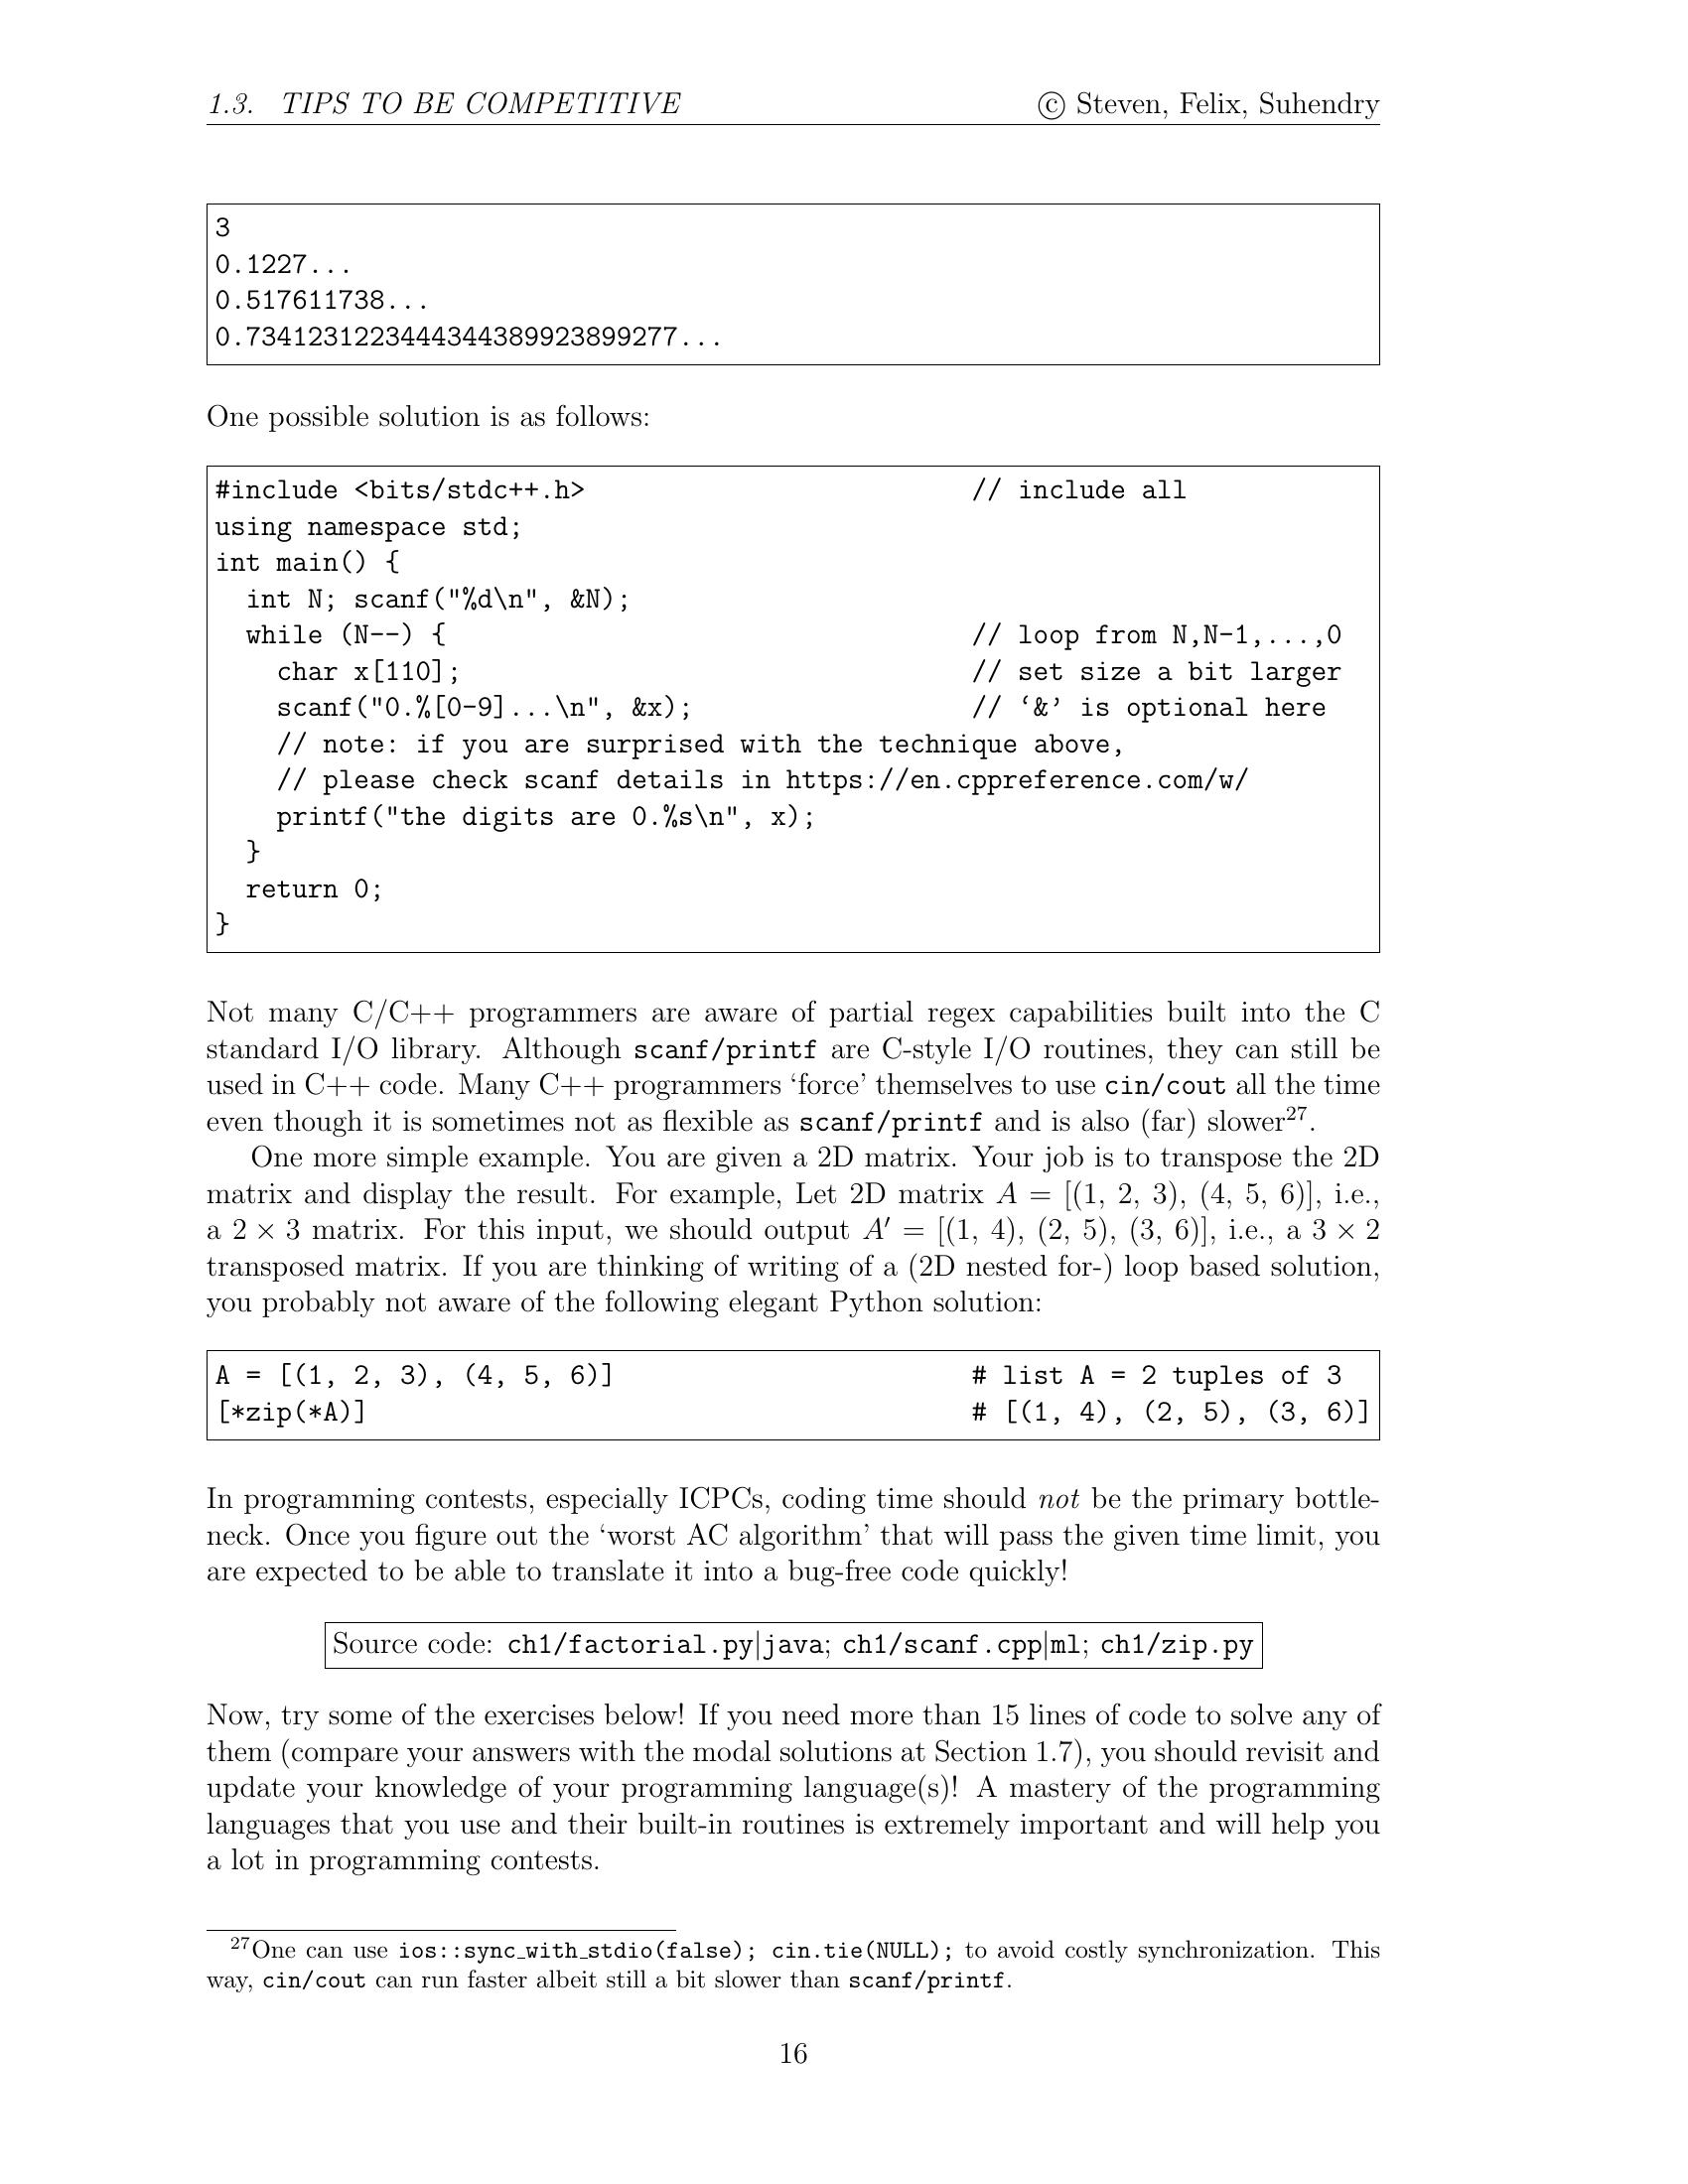 1.3. TIPS TO BE COMPETITIVE © Steven, Felix, Suhendry
3
0.1227...
0.517611738...
0.7341231223444344389923899277...
One possible solution is as follows:
#include <bits/stdc++.h> // include all
using namespace std;
int main() {
  int N; scanf("%d\n", &N);
  while (N--) { // loop from N,N-1,...,0
    char x[110]; // set size a bit larger
    scanf("0.%[0-9]...\n", &x); // ‘&’ is optional here
    // note: if you are surprised with the technique above,
    // please check scanf details in https://en.cppreference.com/w/
    printf("the digits are 0.%s\n", x);
  }
  return 0;
}
Not many C/C++ programmers are aware of partial regex capabilities built into the C
standard I/O library. Although scanf/printf are C-style I/O routines, they can still be
used in C++ code. Many C++ programmers ‘force’ themselves to use cin/cout all the time
even though it is sometimes not as flexible as scanf/printf and is also (far) slower²⁷.
One more simple example. You are given a 2D matrix. Your job is to transpose the 2D
matrix and display the result. For example, Let 2D matrix A = [(1, 2, 3), (4, 5, 6)], i.e.,
a 2 × 3 matrix. For this input, we should output A′ = [(1, 4), (2, 5), (3, 6)], i.e., a 3 × 2
transposed matrix. If you are thinking of writing of a (2D nested for-) loop based solution,
you probably not aware of the following elegant Python solution:
A = [(1, 2, 3), (4, 5, 6)] # list A = 2 tuples of 3
[*zip(*A)] # [(1, 4), (2, 5), (3, 6)]
In programming contests, especially ICPCs, coding time should not be the primary bottle-
neck. Once you figure out the ‘worst AC algorithm’ that will pass the given time limit, you
are expected to be able to translate it into a bug-free code quickly!
Source code: ch1/factorial.py|java; ch1/scanf.cpp|ml; ch1/zip.py
Now, try some of the exercises below! If you need more than 15 lines of code to solve any of
them (compare your answers with the modal solutions at Section 1.7), you should revisit and
update your knowledge of your programming language(s)! A mastery of the programming
languages that you use and their built-in routines is extremely important and will help you
a lot in programming contests.
²⁷One can use ios::sync_with_stdio(false); cin.tie(NULL); to avoid costly synchronization. This
way, cin/cout can run faster albeit still a bit slower than scanf/printf.
16